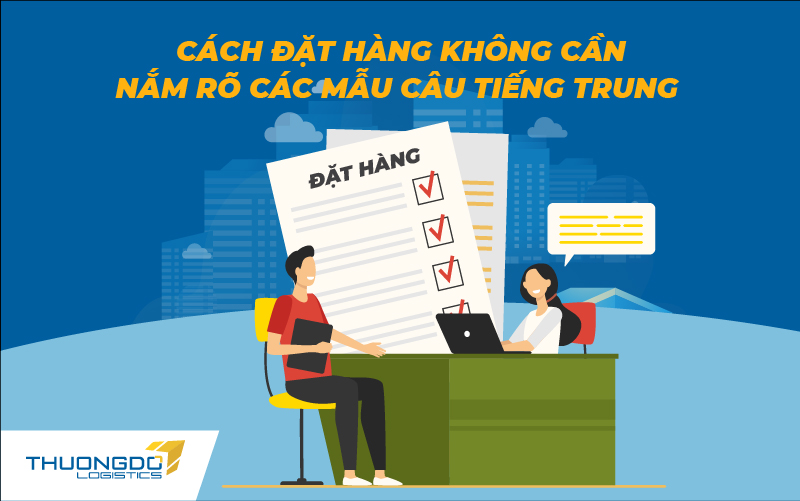 CÁCH ĐẶT HÀNG KHÔNG CẦN
NẮM RÕ CÁC MẪU CÂU TIẾNG TRUNG
ĐẶT HÀNG
THUONGDO
LOGISTICS